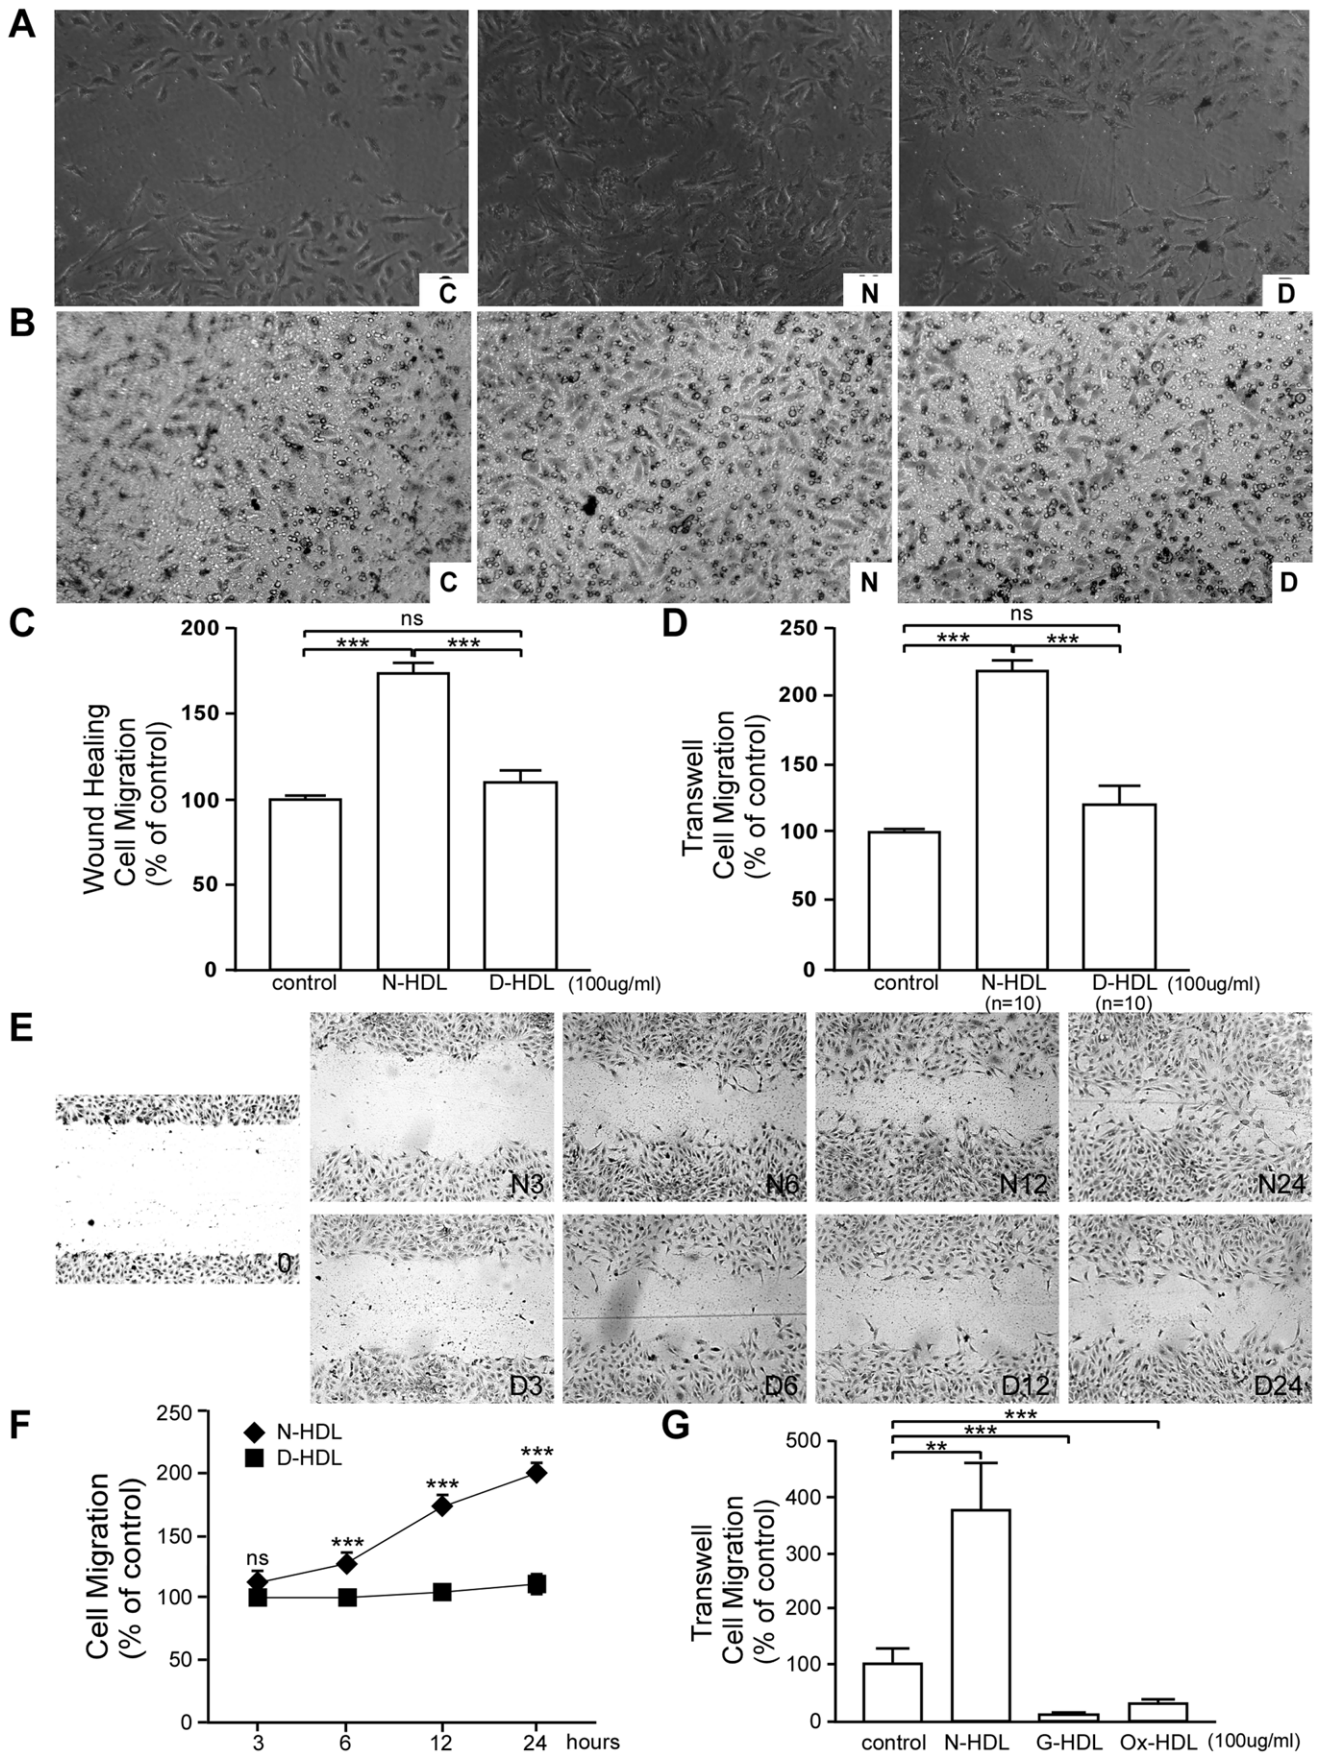 A
C
N
D
B
C
N
D
C
Wound Healing
Cell Migration
(% of control)
200
150
100
50
0
ns
*** ***
control N-HDL D-HDL (100ug/ml)
D
Transwell
Cell Migration
(% of control)
250
200
150
100
50
0
ns
*** ***
control N-HDL D-HDL (100ug/ml)
(n=10) (n=10)
E
0
N3
N6
N12
N24
D3
D6
D12
D24
F
Cell Migration
(% of control)
250
200
150
100
50
0
N-HDL
D-HDL
ns
***
***
***
3 6 12 24 hours
G
Transwell
Cell Migration
(% of control)
500
400
300
200
100
0
***
***
**
control N-HDL G-HDL Ox-HDL (100ug/ml)